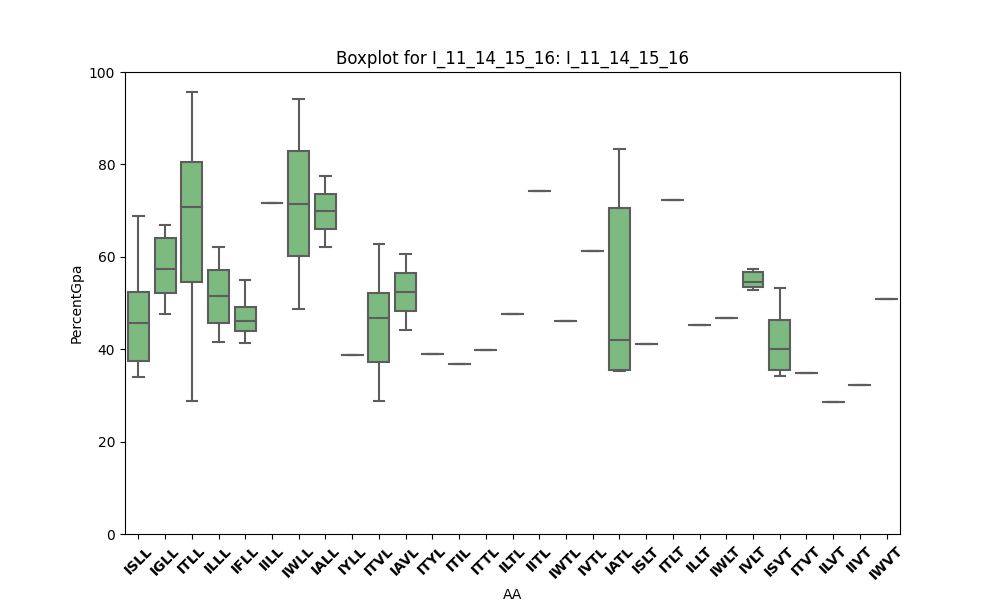 Boxplot for I_11_14_15_16: I_11_14_15_16
PercentGpa
100
80
60
40
20
0
ISLL IGLL ITLL ILLL IFLL IILL IWLL IALL IYLL ITVL IAVL ITYL ITIL ITTL ILTL IITL IWTL IVTL IATL ISLT ITLT ILLT IWLT IVLT ISVT ITVT ILVT IIVT IWVT
AA